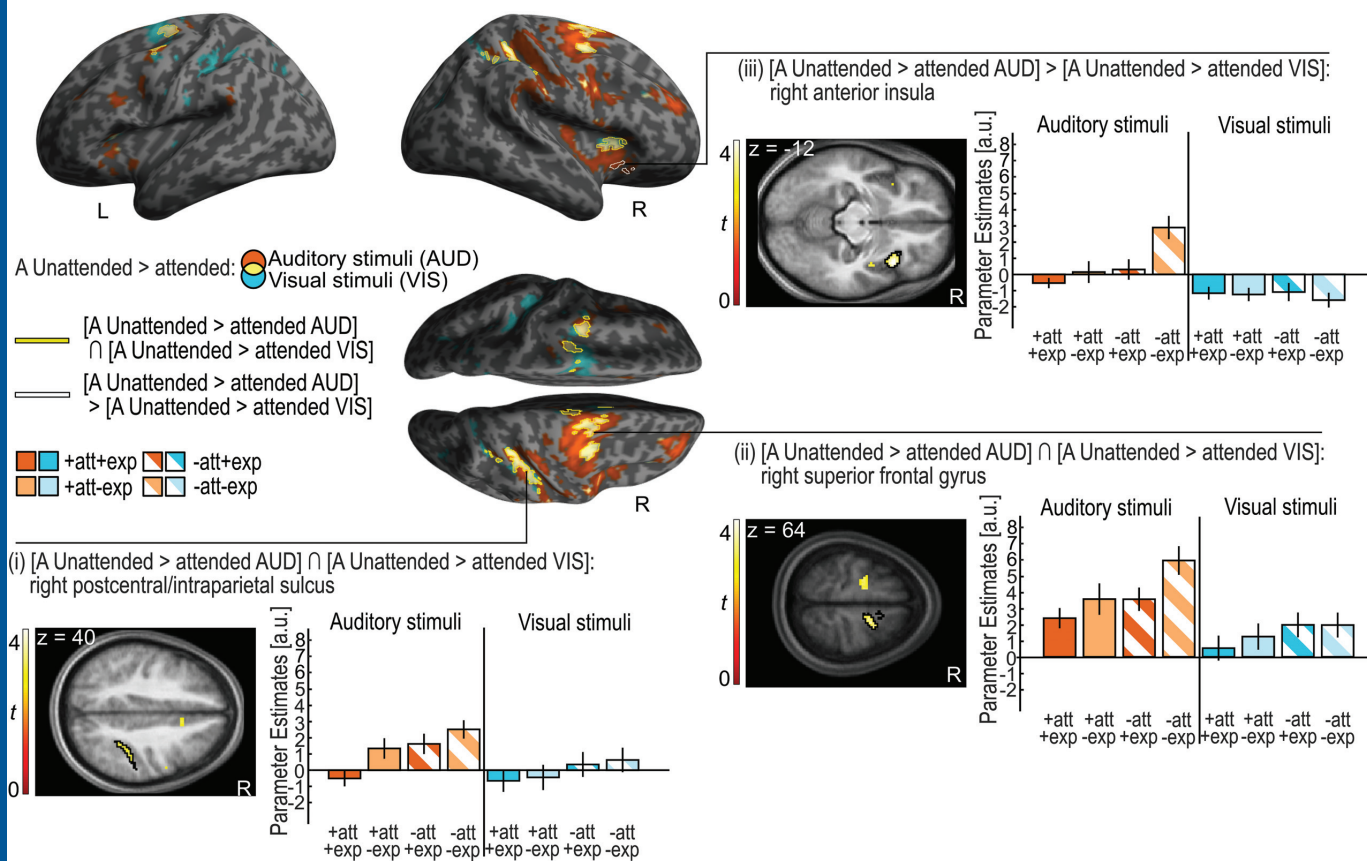 L
R
A Unattended > attended:
Auditory stimuli (AUD)
Visual stimuli (VIS)
[A Unattended > attended AUD]
∩ [A Unattended > attended VIS]
[A Unattended > attended AUD]
> [A Unattended > attended VIS]
+att+exp
-att+exp
+att-exp
-att-exp
R
(iii) [A Unattended > attended AUD] > [A Unattended > attended VIS]:
right anterior insula
4
t
0
z = -12
R
Parameter Estimates [a.u.]
8
7
6
5
4
3
2
1
0
-1
-2
Auditory stimuli
Visual stimuli
+att +att -att -att +att +att -att -att
+exp -exp +exp -exp +exp -exp +exp -exp
(ii) [A Unattended > attended AUD] ∩ [A Unattended > attended VIS]:
right superior frontal gyrus
4
t
0
z = 64
R
Parameter Estimates [a.u.]
8
7
6
5
4
3
2
1
0
-1
-2
Auditory stimuli
Visual stimuli
+att +att -att -att +att +att -att -att
+exp -exp +exp -exp +exp -exp +exp -exp
(i) [A Unattended > attended AUD] ∩ [A Unattended > attended VIS]:
right postcentral/intraparietal sulcus
4
t
0
z = 40
R
Parameter Estimates [a.u.]
8
7
6
5
4
3
2
1
0
-1
-2
Auditory stimuli
Visual stimuli
+att +att -att -att +att +att -att -att
+exp -exp +exp -exp +exp -exp +exp -exp